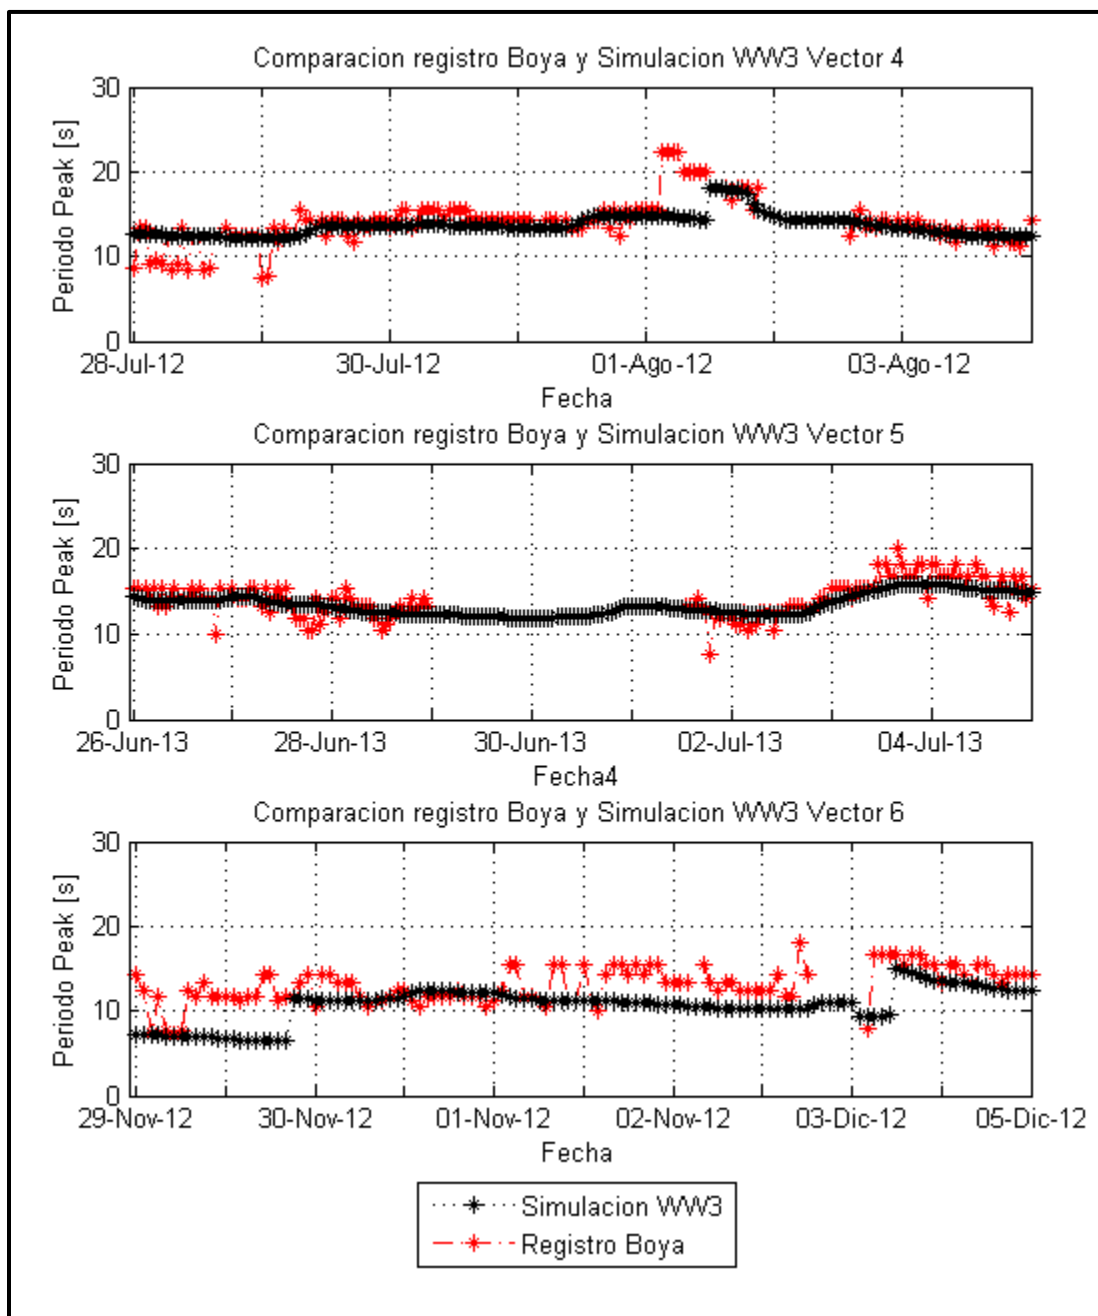 Comparacion registro Boya y Simulacion WW3 Vector 4
30
20
10
0
Periodo Peak [s]
28-Jul-12 30-Jul-12 01-Ago-12 03-Ago-12
Fecha
Comparacion registro Boya y Simulacion WW3 Vector 5
30
20
10
0
Periodo Peak [s]
26-Jun-13 28-Jun-13 30-Jun-13 02-Jul-13 04-Jul-13
Fecha4
Comparacion registro Boya y Simulacion WW3 Vector 6
30
20
10
0
Periodo Peak [s]
29-Nov-12 30-Nov-12 01-Nov-12 02-Nov-12 03-Dic-12 05-Dic-12
Fecha
Simulacion WW3
Registro Boya